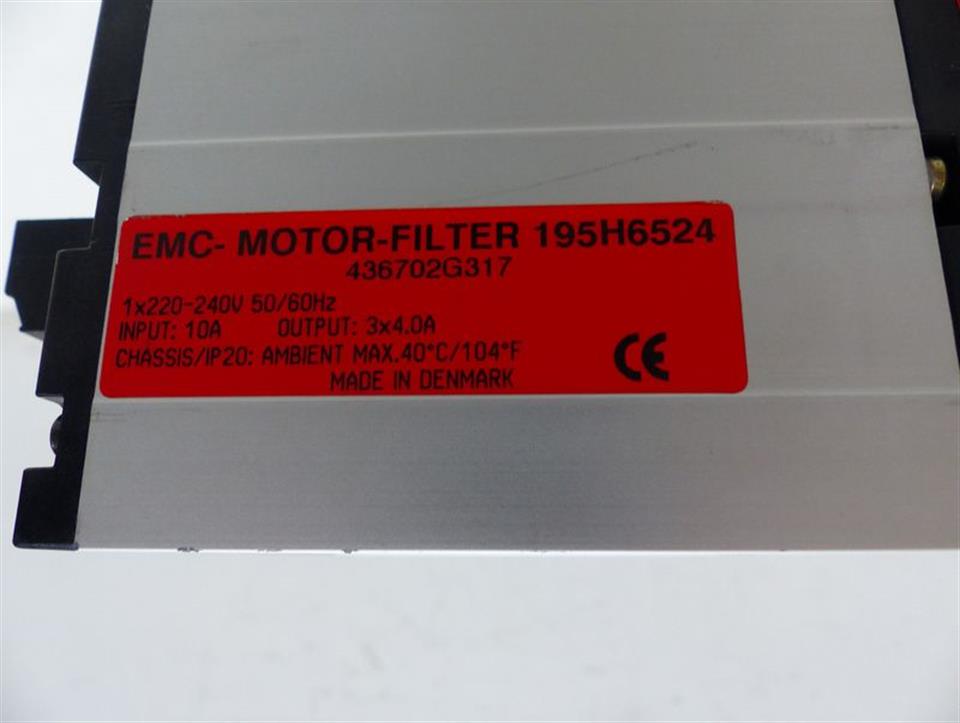 EMC- MOTOR-FILTER 195H6524
436702G317
1x220-240V 50/60Hz
INPUT: 10A OUTPUT: 3x4.0A
CHASSIS/IP20: AMBIENT MAX.40°C/104°F
MADE IN DENMARK
CE